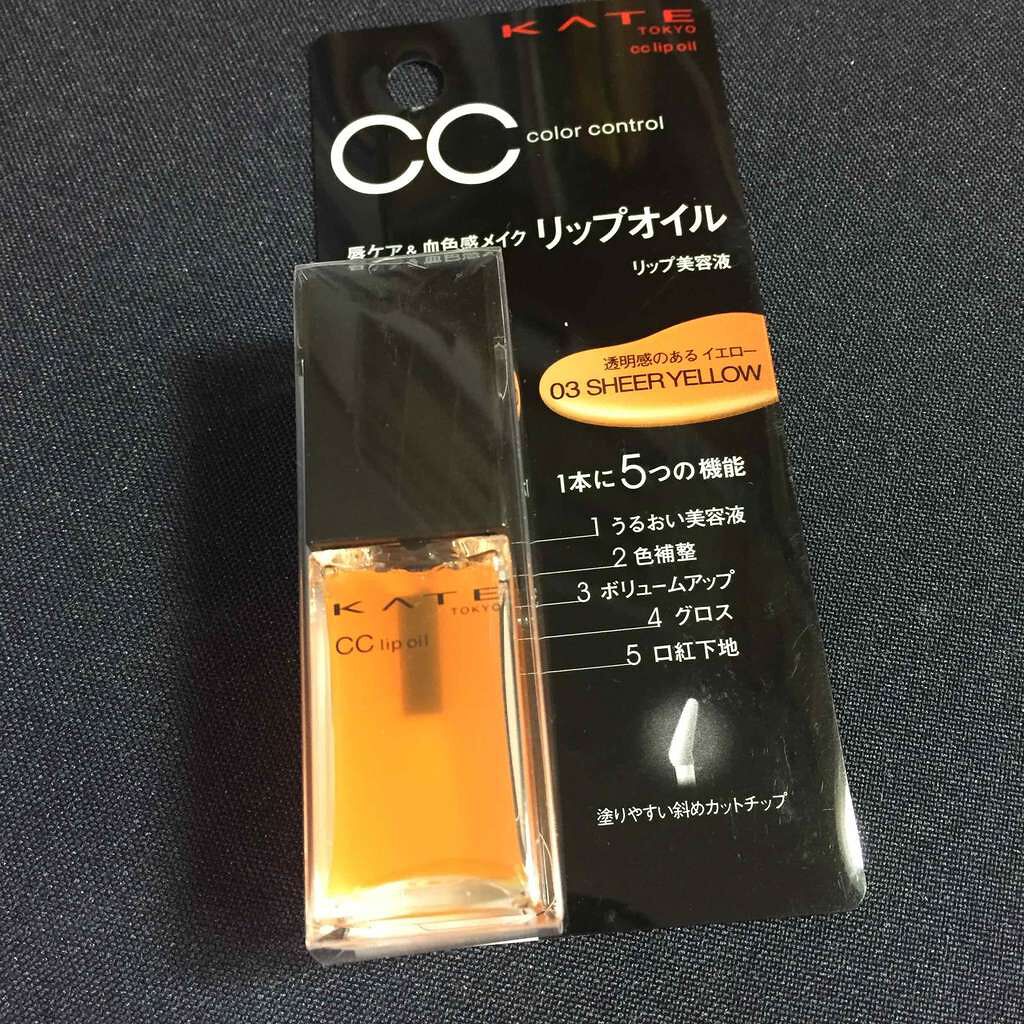 KATE
TOKYO
cc lip oil
CC color control
唇ケア & 血色感メイク リップオイル
リップ美容液
透明感のある イエロー
03 SHEER YELLOW
1本に5つの機能
1 うるおい美容液
2 色補整
3 ボリュームアップ
4 グロス
5 口紅下地
塗りやすい斜めカットチップ
KATE
TOKYO
CC lip oil